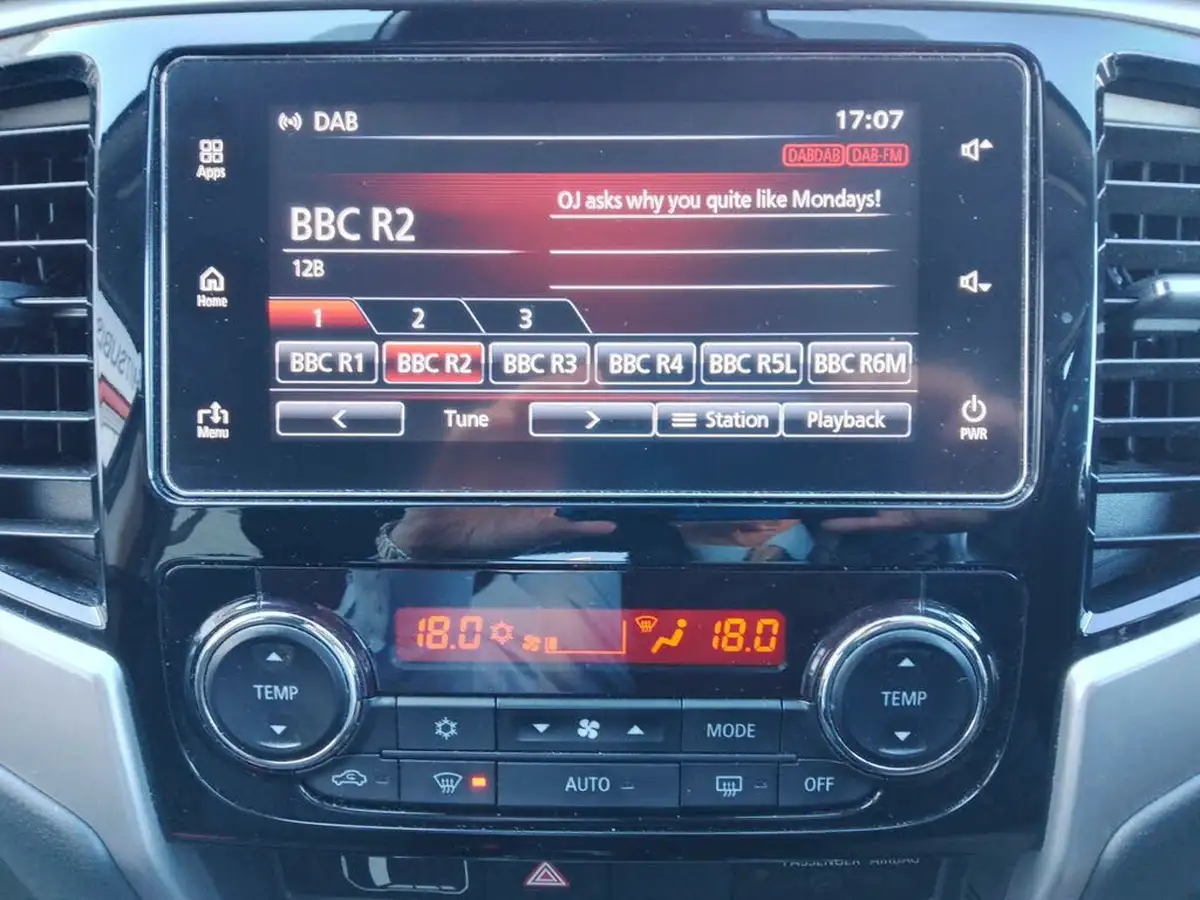 DAB 17:07
Apps
DABDAB DAB-FM
OJ asks why you quite like Mondays!
BBC R2
12B
Home
1 2 3
BBC R1 BBC R2 BBC R3 BBC R4 BBC R5L BBC R6M
< Tune > Station Playback
Menu
PWR
18.0 18.0
TEMP
TEMP
MODE
AUTO
OFF
PASSENGER AIRBAG